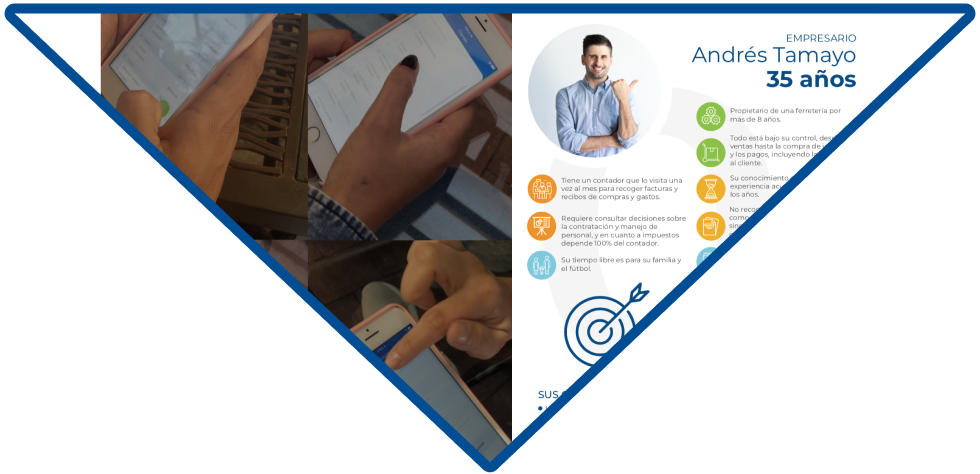 EMPRESARIO
Andrés Tamayo
35 años
Propietario de una ferretería por
más de 8 años.
Todo está bajo su control,
ventas hasta la compra de
y los pagos, incluyendo
al cliente.
Su conocimiento
experiencia
los años.
No
Tiene un contador que lo visita una
vez al mes para recoger facturas y
recibos de compras y gastos.
Requiere consultar decisiones sobre
la contratación y manejo de
personal, y en cuanto a impuestos
depende 100% del contador.
Su tiempo libre es para su familia y
el fútbol.
SUS